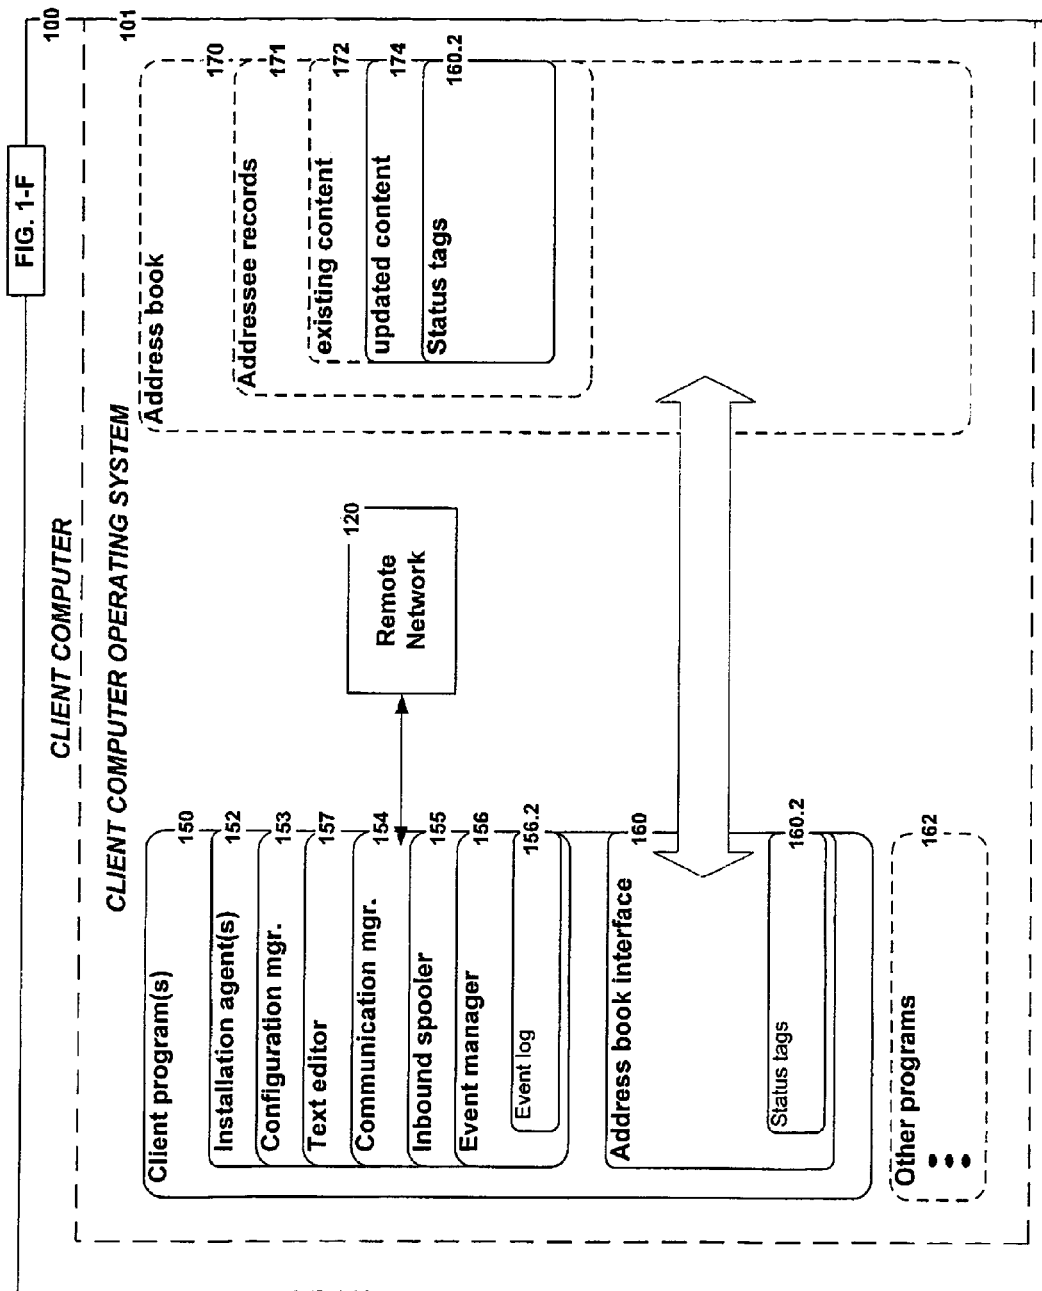 FIG. 1-F
CLIENT COMPUTER
100
CLIENT COMPUTER OPERATING SYSTEM
101
Client program(s)
150
Installation agent(s)
152
Configuration mgr.
153
Text editor
157
Communication mgr.
154
Inbound spooler
155
Event manager
156
Event log
156.2
Address book interface
160
Status tags
160.2
Other programs
162
Remote
Network
120
Address book
170
Addressee records
171
existing content
172
updated content
174
Status tags
160.2